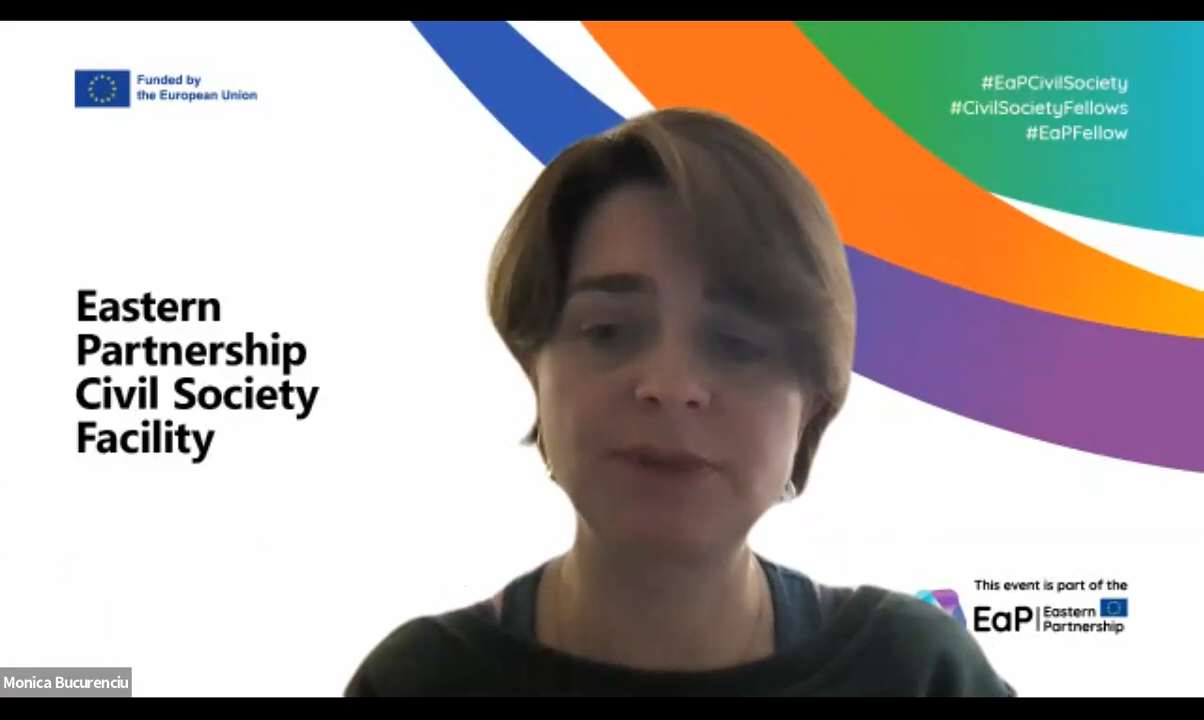 Funded by
the European Union
#EaPCivilSociety
#CivilSocietyFellows
#EaPFellow
Eastern
Partnership
Civil Society
Facility
This event is part of the
EaP Eastern
Partnership
Monica Bucurenciu